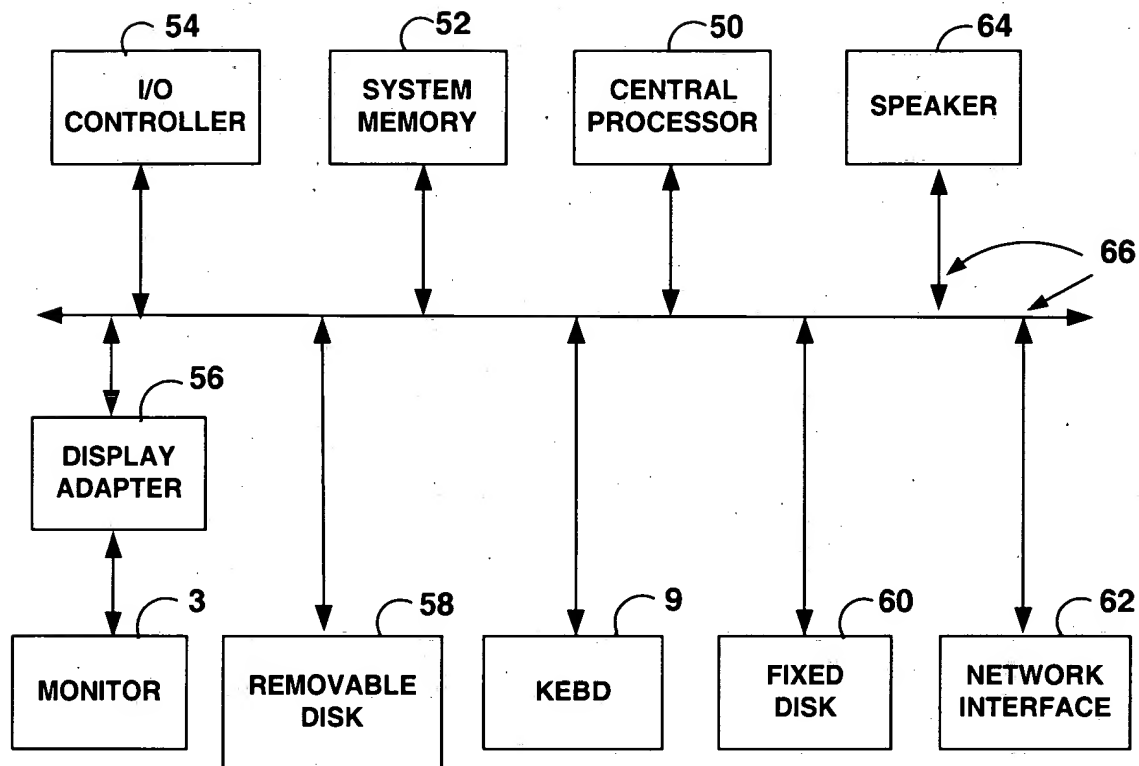 54
52
50
64
I/O
CONTROLLER
SYSTEM
MEMORY
CENTRAL
PROCESSOR
SPEAKER
66
56
DISPLAY
ADAPTER
3
58
9
60
62
MONITOR
REMOVABLE
DISK
KEBD
FIXED
DISK
NETWORK
INTERFACE